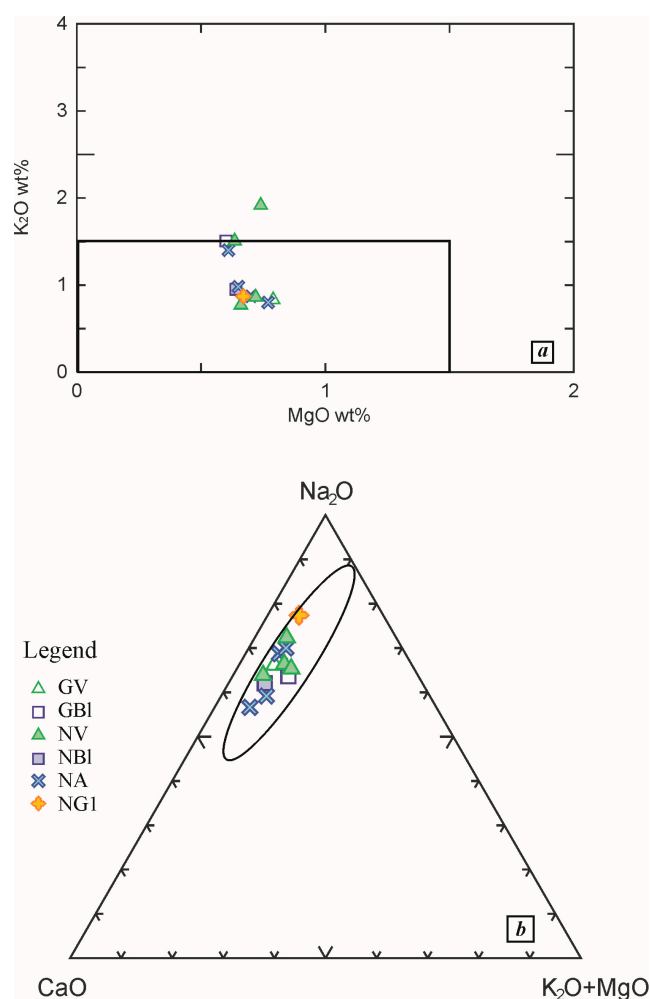 4
3
2
1
0
K₂O wt%
0
1
2
MgO wt%
a
Na₂O
Legend
GV
GBl
NV
NBl
NA
NG1
b
CaO
K₂O+MgO